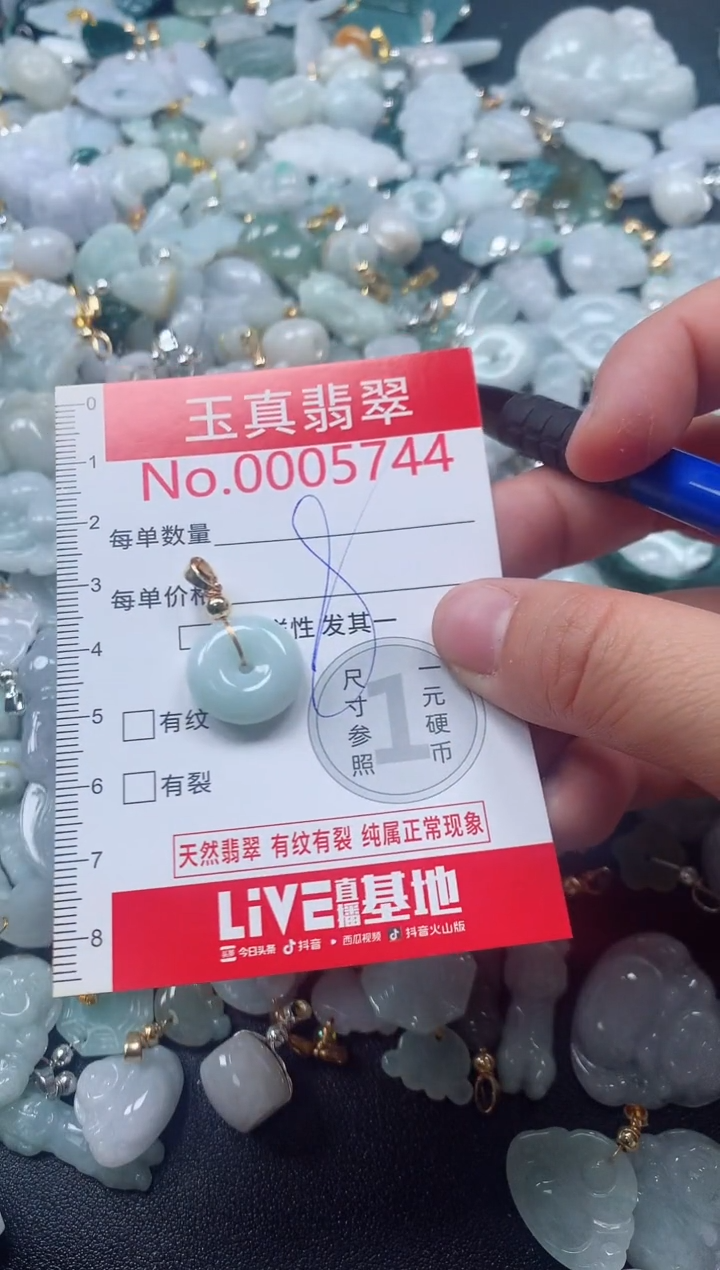 玉真翡翠
No.0005744
每单数量
8
每单价格
性 发其一
0
1
2
3
4
5
6
7
8
有纹
有裂
尺寸参照
1
一元硬币
天然翡翠 有纹有裂 纯属正常现象
LiVE直播基地
头条 今日头条 抖音 西瓜视频 抖音火山版